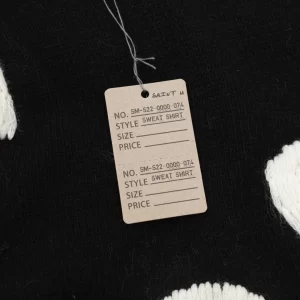 SAINT M
NO. SM-S22-0000-074
STYLE SWEAT SHIRT
SIZE
PRICE
NO. SM-S22-0000-074
STYLE SWEAT SHIRT
SIZE
PRICE